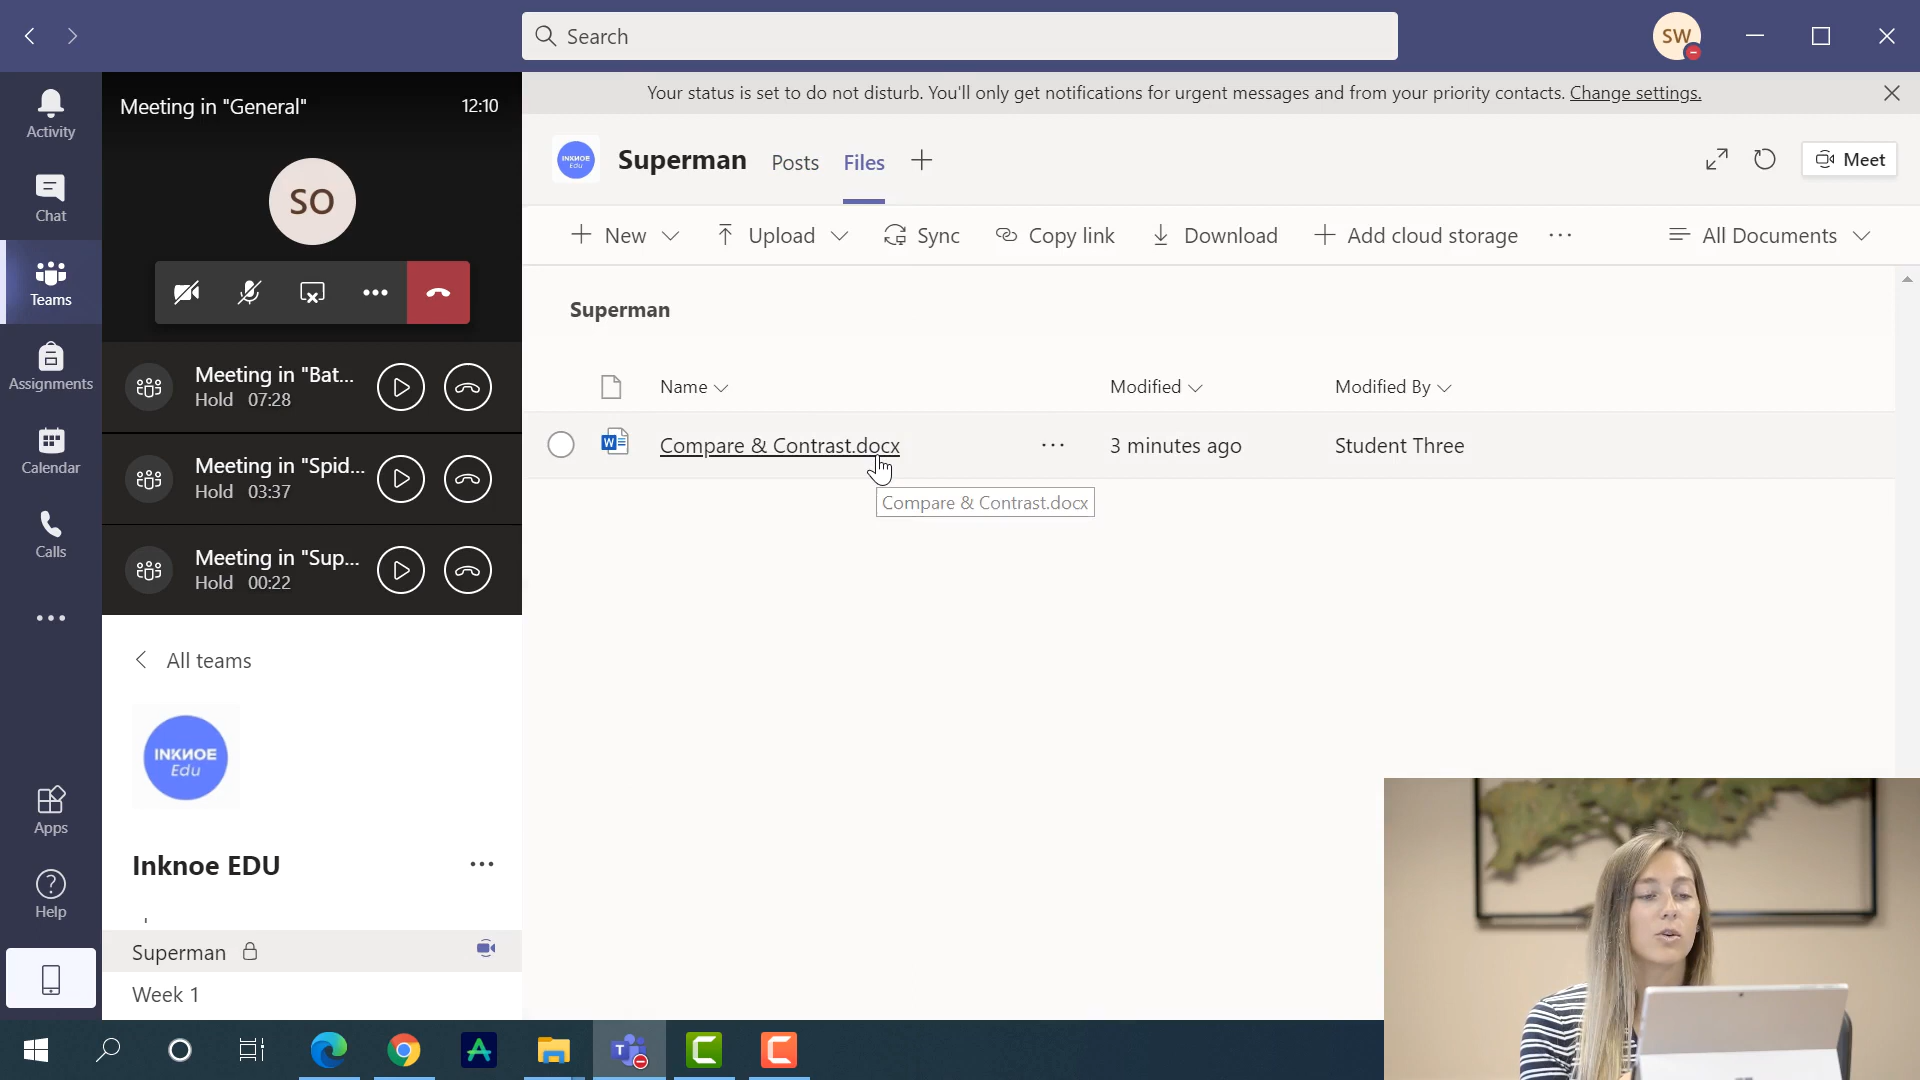 Search
SW
Activity
Chat
Teams
Assignments
Calendar
Calls
Apps
Help
Meeting in "General"
12:10
SO
Meeting in "Bat...
Hold 07:28
Meeting in "Spid...
Hold 03:37
Meeting in "Sup...
Hold 00:22
All teams
INKNOE
Edu
Inknoe EDU
Superman
Week 1
Your status is set to do not disturb. You'll only get notifications for urgent messages and from your priority contacts. Change settings.
INKNOE
Edu
Superman Posts Files
Meet
New Upload Sync Copy link Download Add cloud storage All Documents
Superman
Name Modified Modified By
W Compare & Contrast.docx 3 minutes ago Student Three
Compare & Contrast.docx